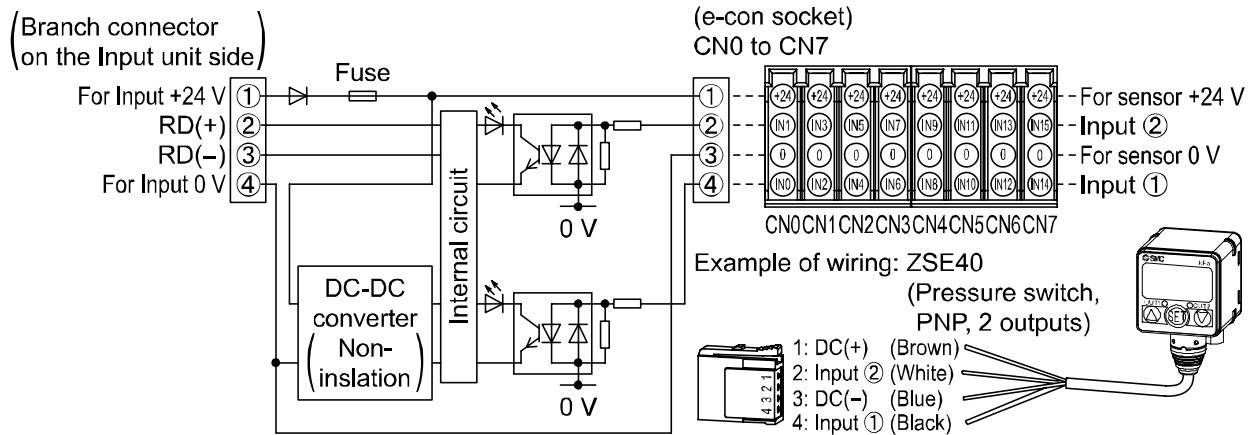 (Branch connector
on the Input unit side)
For Input +24 V ①
RD(+) ②
RD(–) ③
For Input 0 V ④
Fuse
Internal circuit
0 V
0 V
DC-DC
converter
(Non-
inslation)
(e-con socket)
CN0 to CN7
①
②
③
④
+24 +24 +24 +24 +24 +24 +24 +24
IN1 IN3 IN5 IN7 IN9 IN11 IN13 IN15
0 0 0 0 0 0 0 0
IN0 IN2 IN4 IN6 IN8 IN10 IN12 IN14
CN0 CN1 CN2 CN3 CN4 CN5 CN6 CN7
For sensor +24 V
Input ②
For sensor 0 V
Input ①
Example of wiring: ZSE40
(Pressure switch,
PNP, 2 outputs)
4 3 2 1
1: DC(+) (Brown)
2: Input ② (White)
3: DC(–) (Blue)
4: Input ① (Black)
SMC
OUT1 OUT2
SET